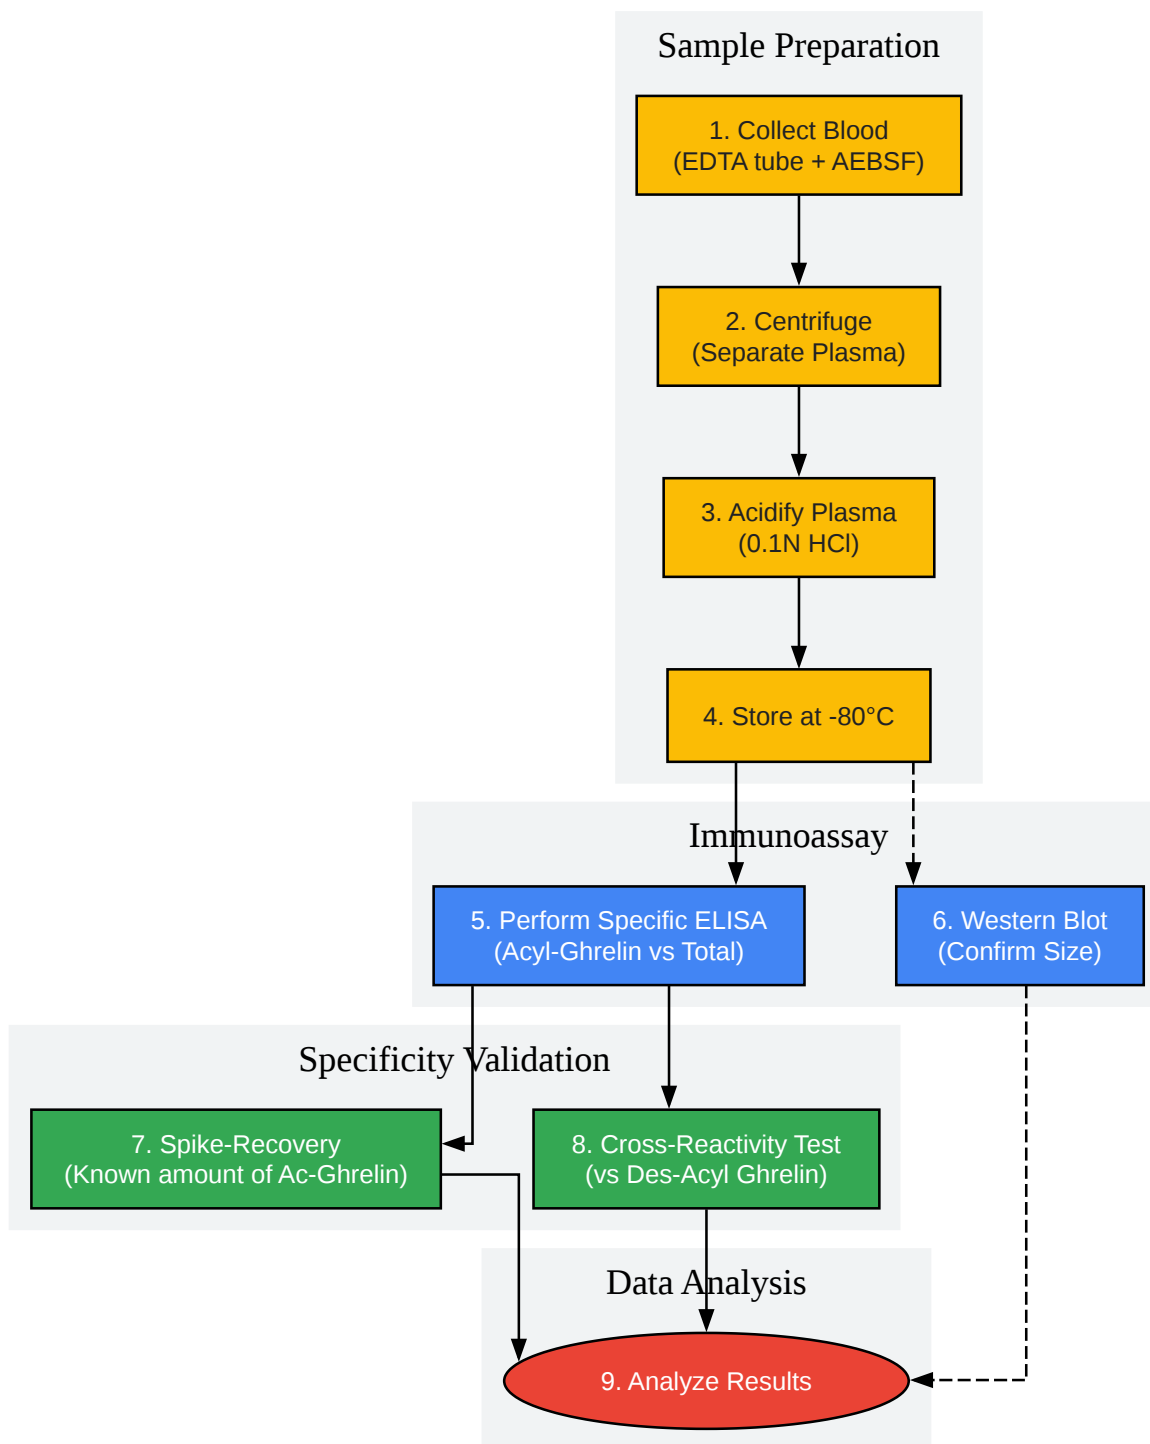 Sample Preparation
1. Collect Blood
(EDTA tube + AEBSF)
2. Centrifuge
(Separate Plasma)
3. Acidify Plasma
(0.1N HCl)
4. Store at -80°C
Immunoassay
5. Perform Specific ELISA
(Acyl-Ghrelin vs Total)
6. Western Blot
(Confirm Size)
Specificity Validation
7. Spike-Recovery
(Known amount of Ac-Ghrelin)
8. Cross-Reactivity Test
(vs Des-Acyl Ghrelin)
Data Analysis
9. Analyze Results